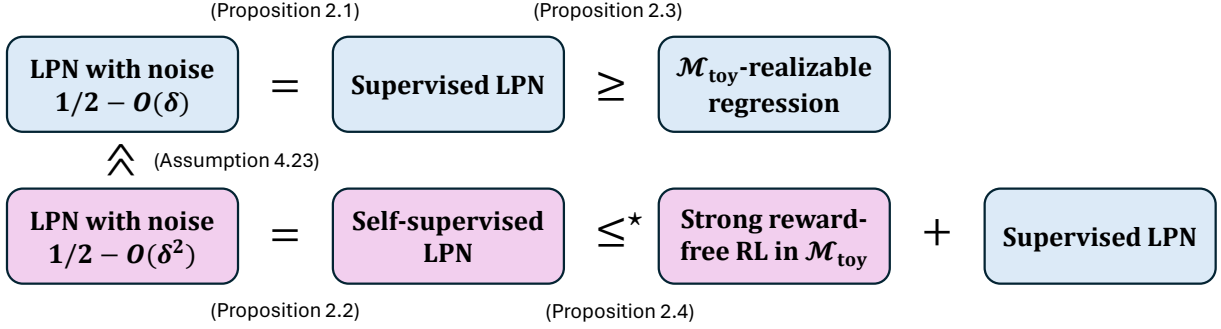 (Proposition 2.1)
(Proposition 2.3)
LPN with noise
1/2 − O(δ)
=
Supervised LPN
≥
ℳtoy-realizable
regression
≫ (Assumption 4.23)
LPN with noise
1/2 − O(δ²)
=
Self-supervised
LPN
≤*
Strong reward-
free RL in ℳtoy
+
Supervised LPN
(Proposition 2.2)
(Proposition 2.4)